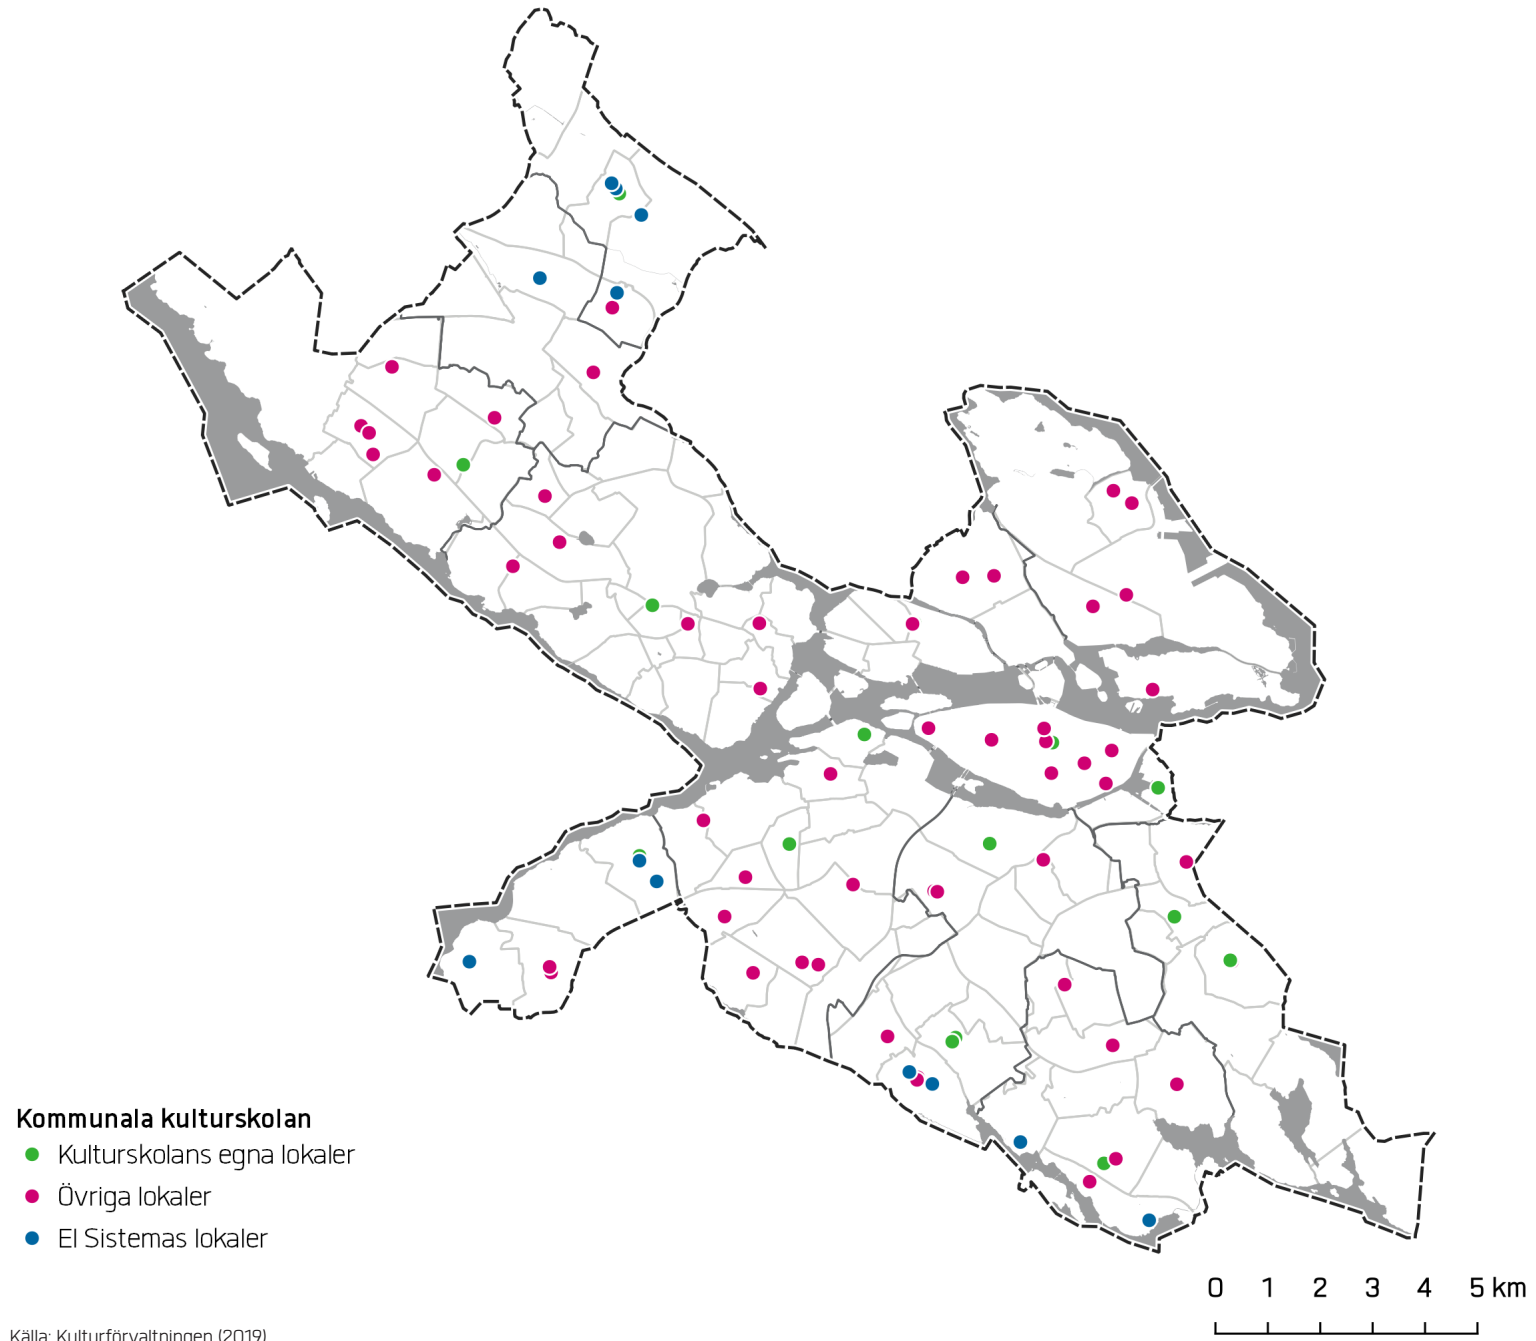 Kommunala kulturskolan
Kulturskolans egna lokaler
Övriga lokaler
El Sistemas lokaler
0 1 2 3 4 5 km
Källa: Kulturförvaltningen (2019)